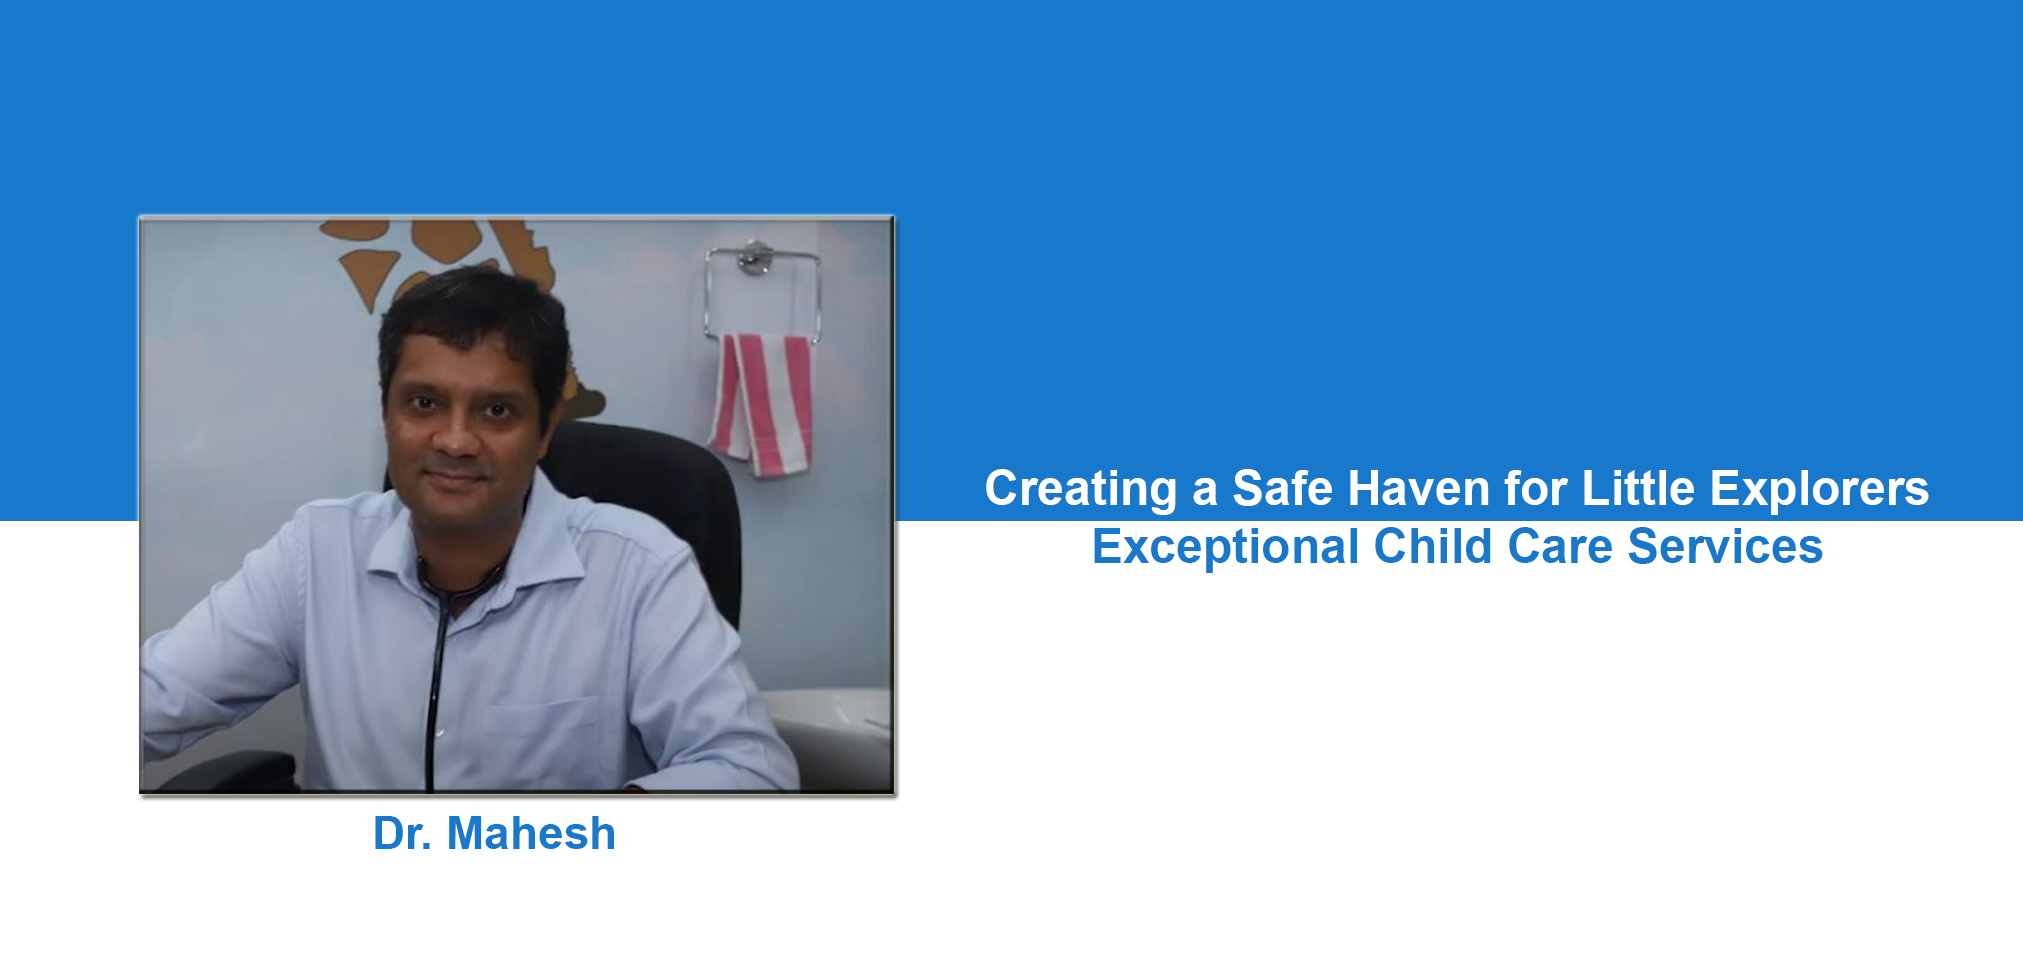 Creating a Safe Haven for Little Explorers
Exceptional Child Care Services
Dr. Mahesh